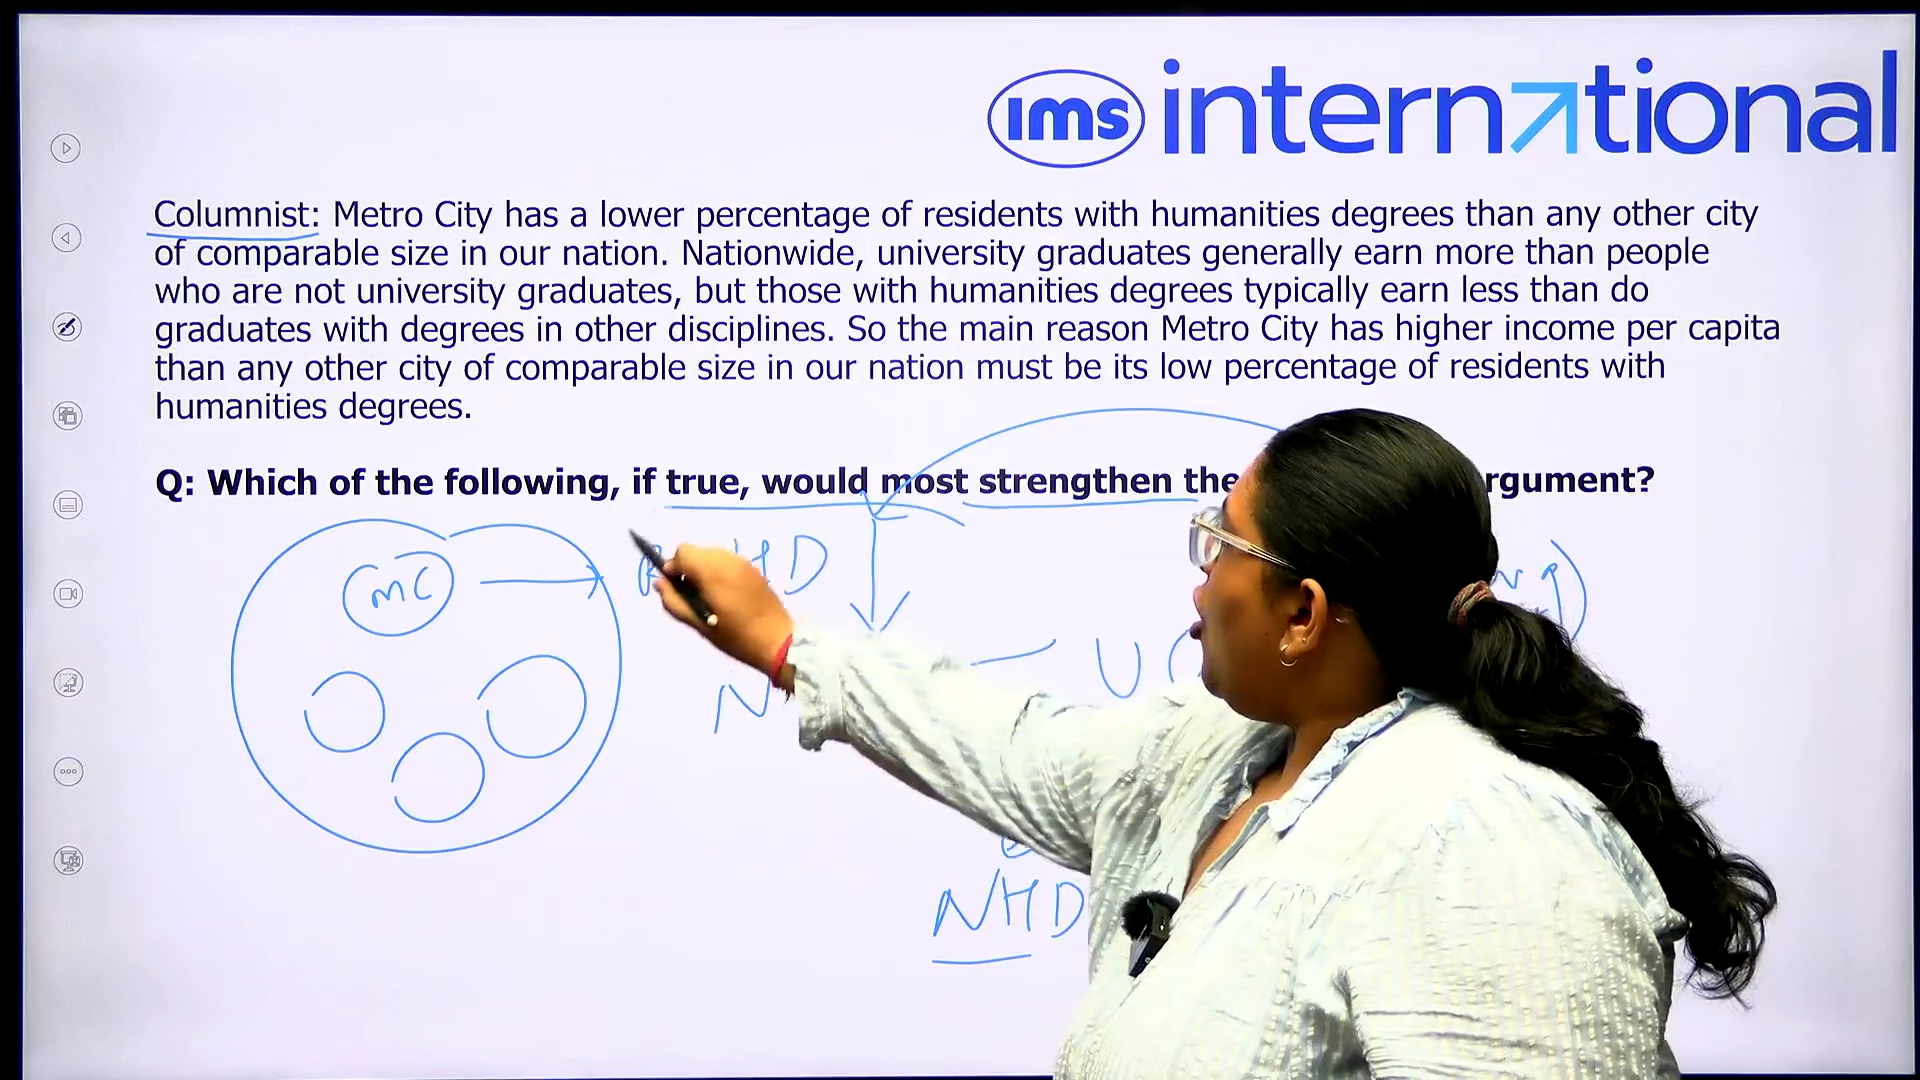 ims international
Columnist: Metro City has a lower percentage of residents with humanities degrees than any other city
of comparable size in our nation. Nationwide, university graduates generally earn more than people
who are not university graduates, but those with humanities degrees typically earn less than do
graduates with degrees in other disciplines. So the main reason Metro City has higher income per capita
than any other city of comparable size in our nation must be its low percentage of residents with
humanities degrees.
Q: Which of the following, if true, would most strengthen the rgument?
MC
HD
N
U
NHD